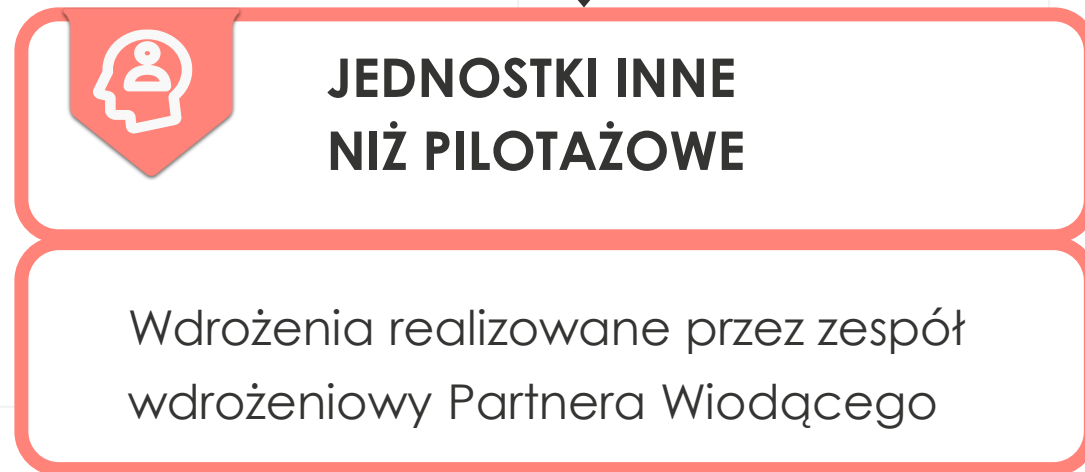 JEDNOSTKI INNE
NIŻ PILOTAŻOWE
Wdrożenia realizowane przez zespół
wdrożeniowy Partnera Wiodącego